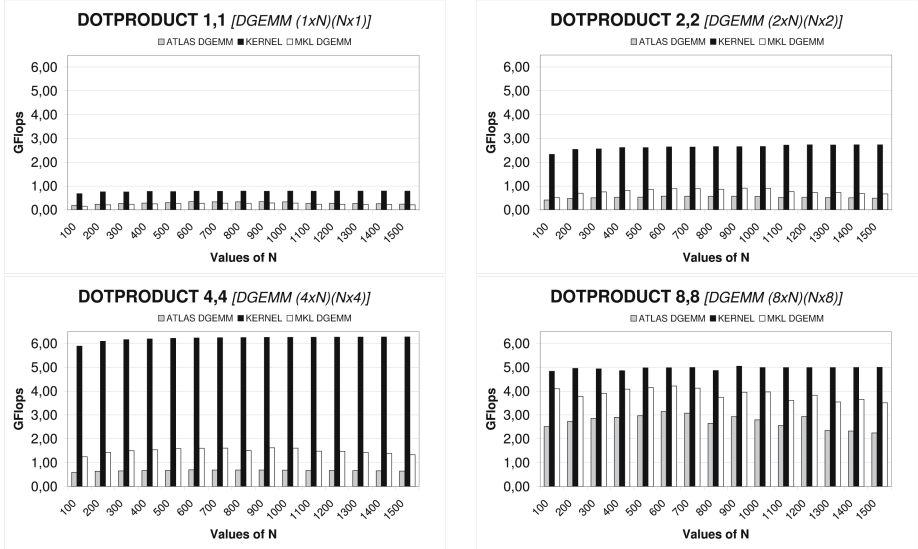 DOTPRODUCT 1,1 [DGEMM (1xN)(Nx1)]
ATLAS DGEMM KERNEL MKL DGEMM
6,00
5,00
4,00
3,00
2,00
1,00
0,00
GFlops
100 200 300 400 500 600 700 800 900 1000 1100 1200 1300 1400 1500
Values of N
DOTPRODUCT 2,2 [DGEMM (2xN)(Nx2)]
ATLAS DGEMM KERNEL MKL DGEMM
6,00
5,00
4,00
3,00
2,00
1,00
0,00
GFlops
100 200 300 400 500 600 700 800 900 1000 1100 1200 1300 1400 1500
Values of N
DOTPRODUCT 4,4 [DGEMM (4xN)(Nx4)]
ATLAS DGEMM KERNEL MKL DGEMM
6,00
5,00
4,00
3,00
2,00
1,00
0,00
GFlops
100 200 300 400 500 600 700 800 900 1000 1100 1200 1300 1400 1500
Values of N
DOTPRODUCT 8,8 [DGEMM (8xN)(Nx8)]
ATLAS DGEMM KERNEL MKL DGEMM
6,00
5,00
4,00
3,00
2,00
1,00
0,00
GFlops
100 200 300 400 500 600 700 800 900 1000 1100 1200 1300 1400 1500
Values of N